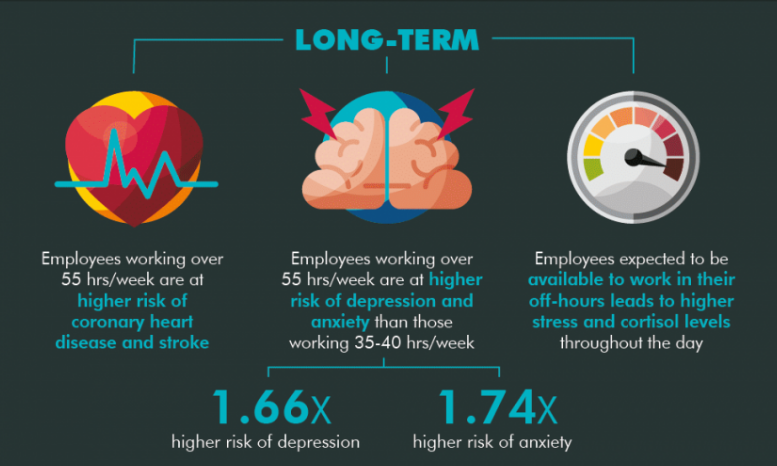 LONG-TERM
Employees working over
55 hrs/week are at
higher risk of
coronary heart
disease and stroke
Employees working over
55 hrs/week are at higher
risk of depression and
anxiety than those
working 35-40 hrs/week
Employees expected to be
available to work in their
off-hours leads to higher
stress and cortisol levels
throughout the day
1.66X
higher risk of depression
1.74X
higher risk of anxiety